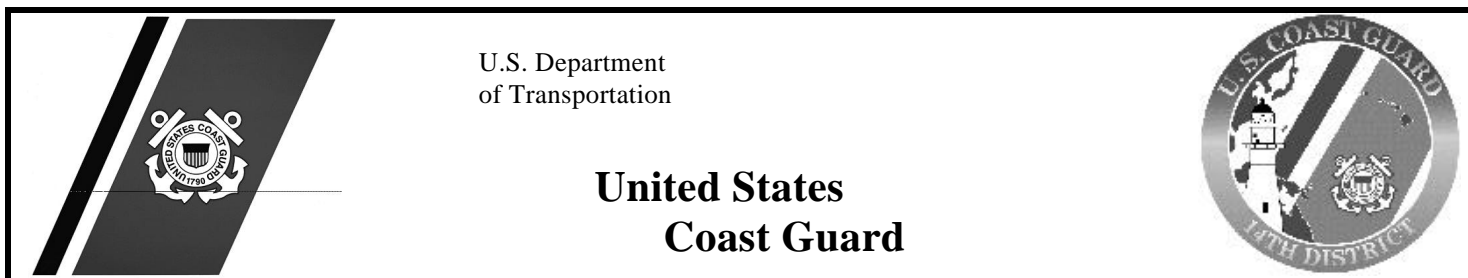 U.S. Department
of Transportation
United States
Coast Guard
UNITED STATES COAST GUARD
1790
U.S. COAST GUARD
14TH DISTRICT